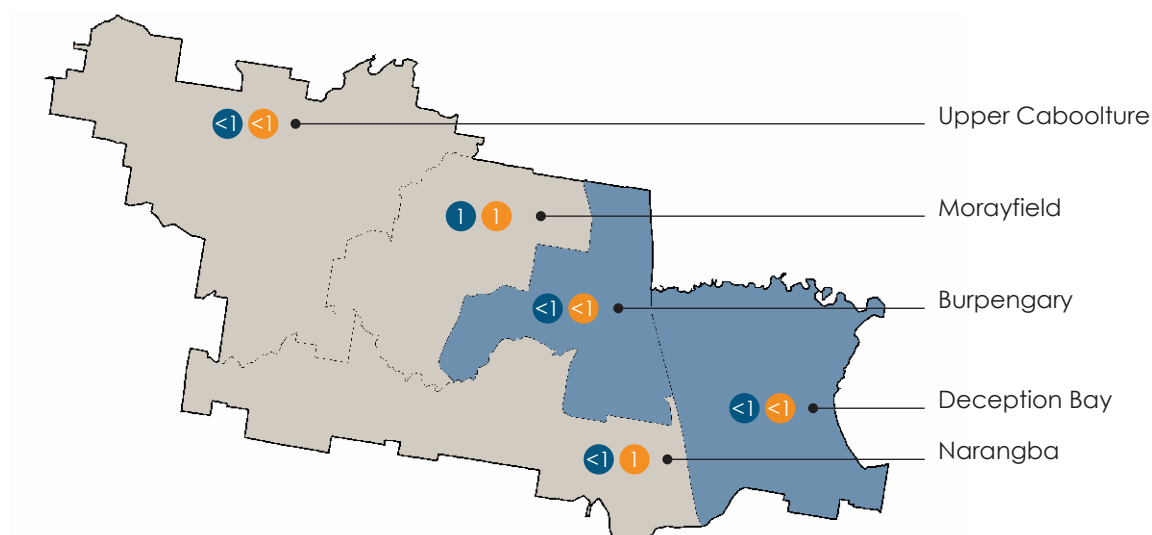 <1 <1 Upper Caboolture
1 1 Morayfield
<1 <1 Burpengary
<1 <1 Deception Bay
<1 1 Narangba